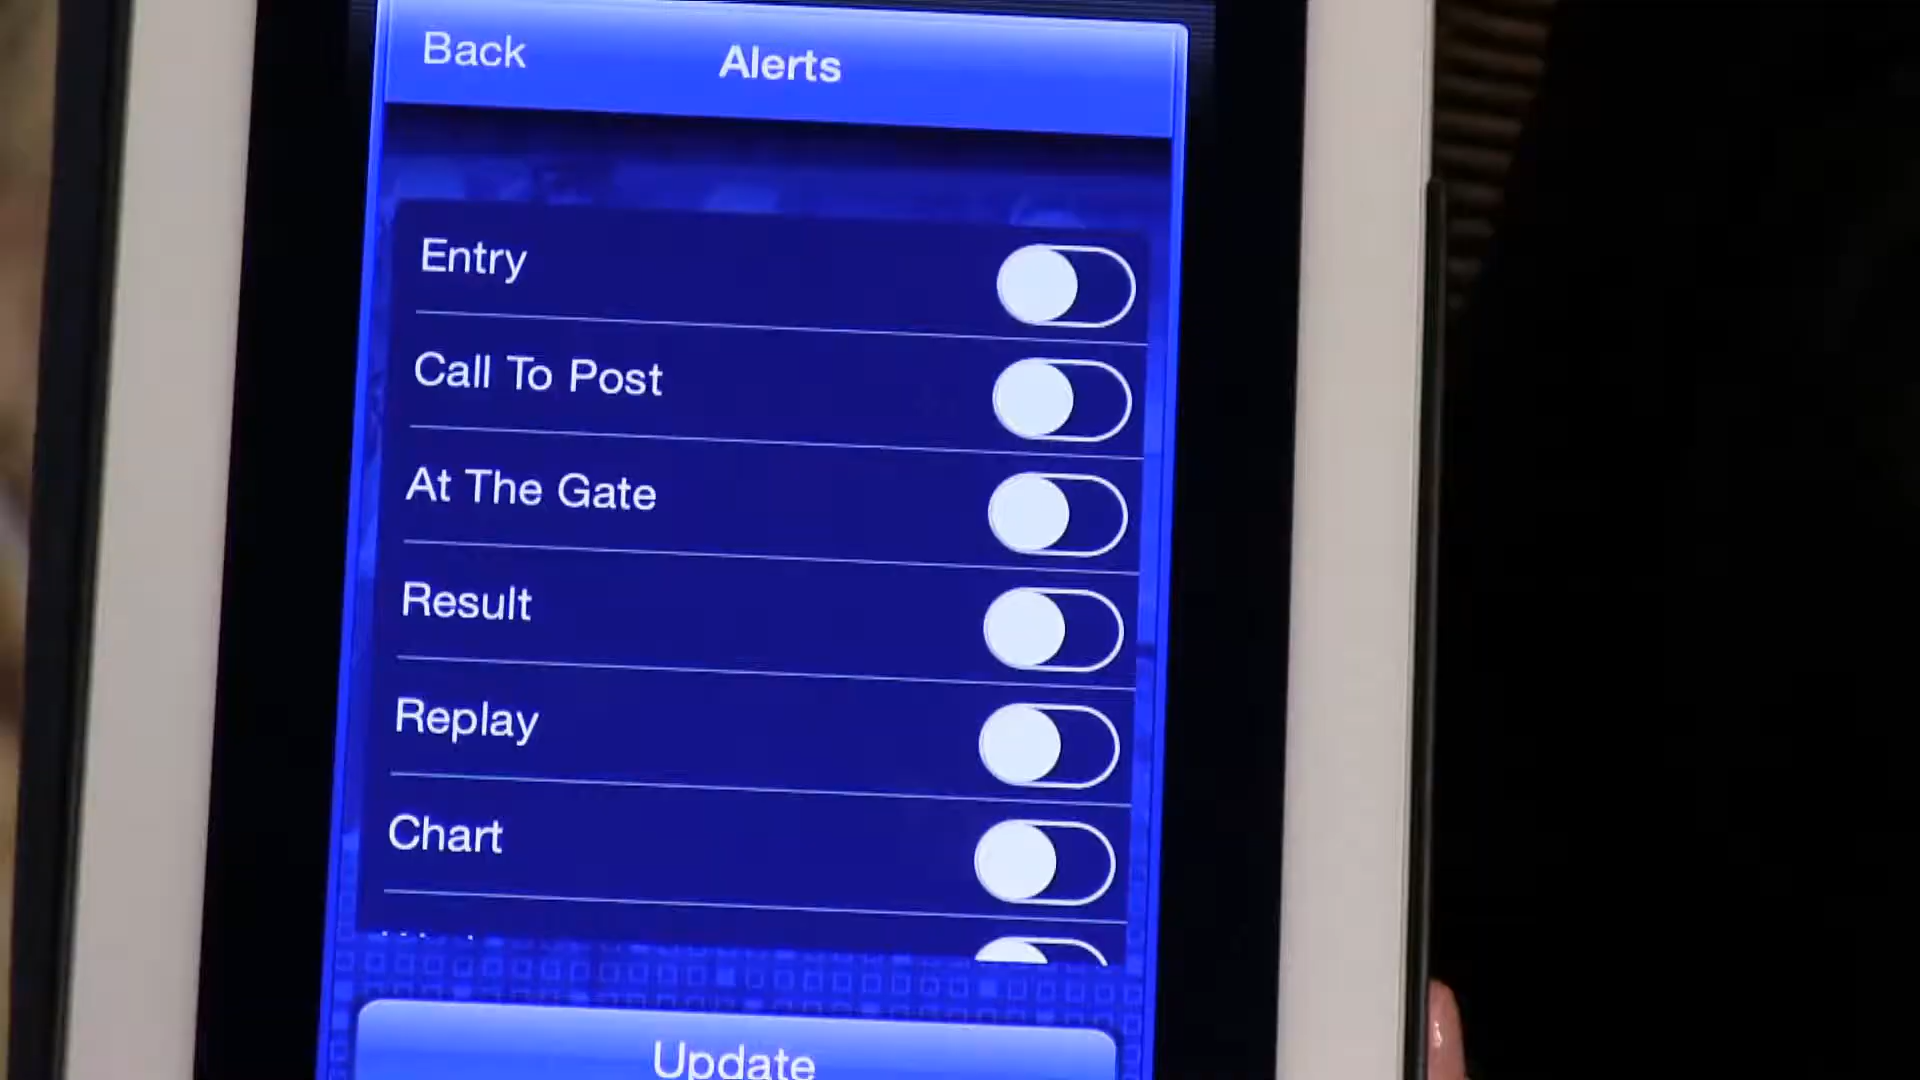 Back
Alerts
Entry
Call To Post
At The Gate
Result
Replay
Chart
Update